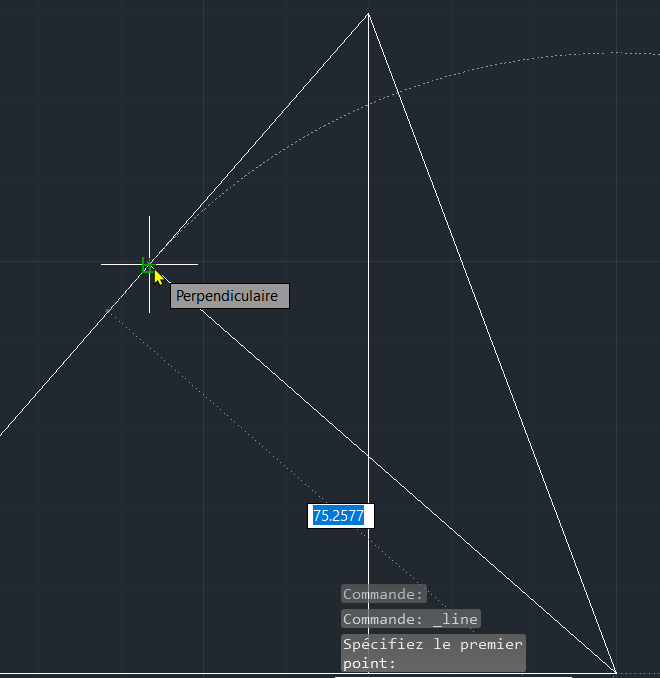 Perpendiculaire
75.2577
Commande:
Commande: _line
Spécifiez le premier
point: